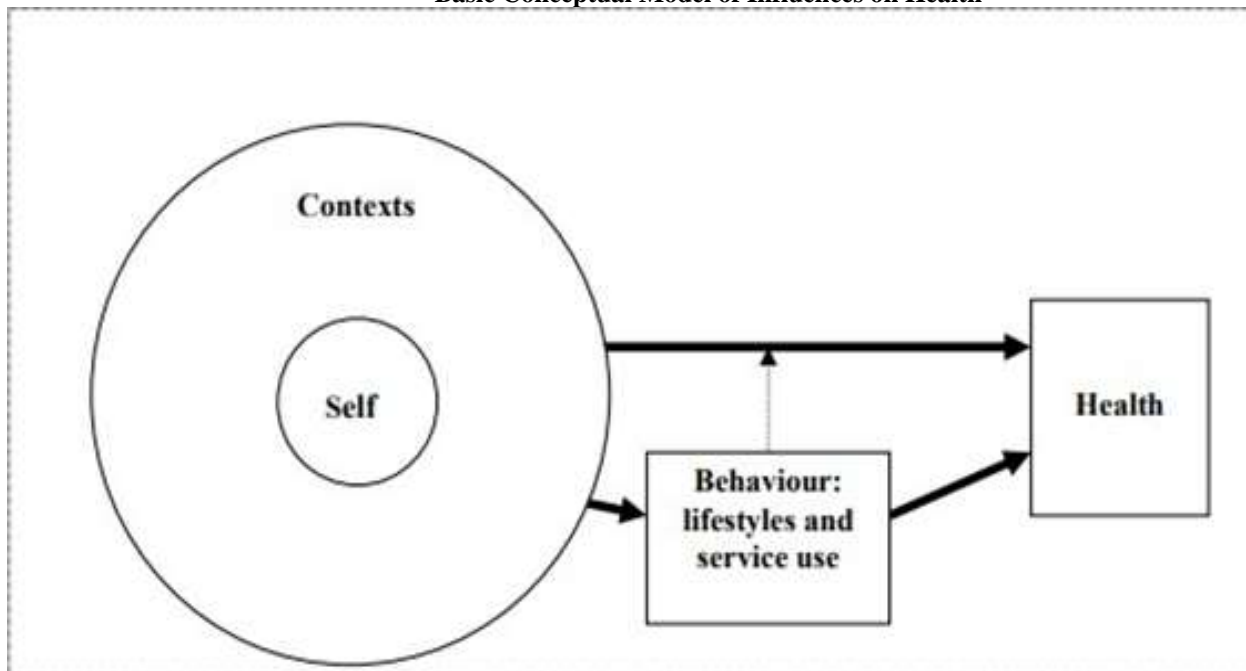 Basic Conceptual Model of Influences on Health
Contexts
Self
Health
Behaviour:
lifestyles and
service use